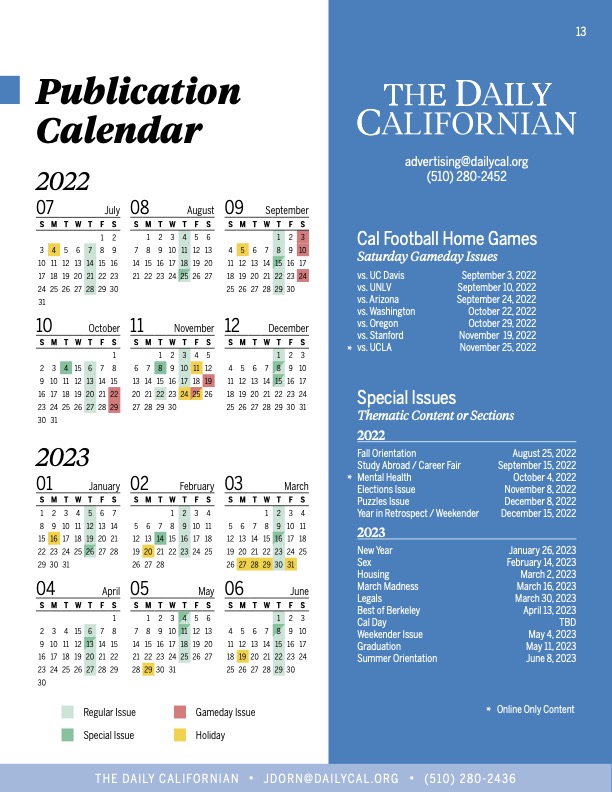 13
Publication
Calendar
2022
07 July
S M T W T F S
1 2
3 4 5 6 7 8 9
10 11 12 13 14 15 16
17 18 19 20 21 22 23
24 25 26 27 28 29 30
31
08 August
S M T W T F S
1 2 3 4 5 6
7 8 9 10 11 12 13
14 15 16 17 18 19 20
21 22 23 24 25 26 27
28 29 30 31
09 September
S M T W T F S
1 2 3
4 5 6 7 8 9 10
11 12 13 14 15 16 17
18 19 20 21 22 23 24
25 26 27 28 29 30
10 October
S M T W T F S
1
2 3 4 5 6 7 8
9 10 11 12 13 14 15
16 17 18 19 20 21 22
23 24 25 26 27 28 29
30 31
11 November
S M T W T F S
1 2 3 4 5
6 7 8 9 10 11 12
13 14 15 16 17 18 19
20 21 22 23 24 25 26
27 28 29 30
12 December
S M T W T F S
1 2 3
4 5 6 7 8 9 10
11 12 13 14 15 16 17
18 19 20 21 22 23 24
25 26 27 28 29 30 31
2023
01 January
S M T W T F S
1 2 3 4 5 6 7
8 9 10 11 12 13 14
15 16 17 18 19 20 21
22 23 24 25 26 27 28
29 30 31
02 February
S M T W T F S
1 2 3 4
5 6 7 8 9 10 11
12 13 14 15 16 17 18
19 20 21 22 23 24 25
26 27 28
03 March
S M T W T F S
1 2 3 4
5 6 7 8 9 10 11
12 13 14 15 16 17 18
19 20 21 22 23 24 25
26 27 28 29 30 31
04 April
S M T W T F S
1
2 3 4 5 6 7 8
9 10 11 12 13 14 15
16 17 18 19 20 21 22
23 24 25 26 27 28 29
30
05 May
S M T W T F S
1 2 3 4 5 6
7 8 9 10 11 12 13
14 15 16 17 18 19 20
21 22 23 24 25 26 27
28 29 30 31
06 June
S M T W T F S
1 2 3
4 5 6 7 8 9 10
11 12 13 14 15 16 17
18 19 20 21 22 23 24
25 26 27 28 29 30
Regular Issue Gameday Issue
Special Issue Holiday
THE DAILY
CALIFORNIAN
advertising@dailycal.org
(510) 280-2452
Cal Football Home Games
Saturday Gameday Issues
vs. UC Davis September 3, 2022
vs. UNLV September 10, 2022
vs. Arizona September 24, 2022
vs. Washington October 22, 2022
vs. Oregon October 29, 2022
vs. Stanford November 19, 2022
* vs. UCLA November 25, 2022
Special Issues
Thematic Content or Sections
2022
Fall Orientation August 25, 2022
Study Abroad / Career Fair September 15, 2022
* Mental Health October 4, 2022
Elections Issue November 8, 2022
Puzzles Issue December 8, 2022
Year in Retrospect / Weekender December 15, 2022
2023
New Year January 26, 2023
Sex February 14, 2023
Housing March 2, 2023
March Madness March 16, 2023
Legals March 30, 2023
Best of Berkeley April 13, 2023
Cal Day TBD
Weekender Issue May 4, 2023
Graduation May 11, 2023
Summer Orientation June 8, 2023
* Online Only Content
THE DAILY CALIFORNIAN • JDORN@DAILYCAL.ORG • (510) 280-2436